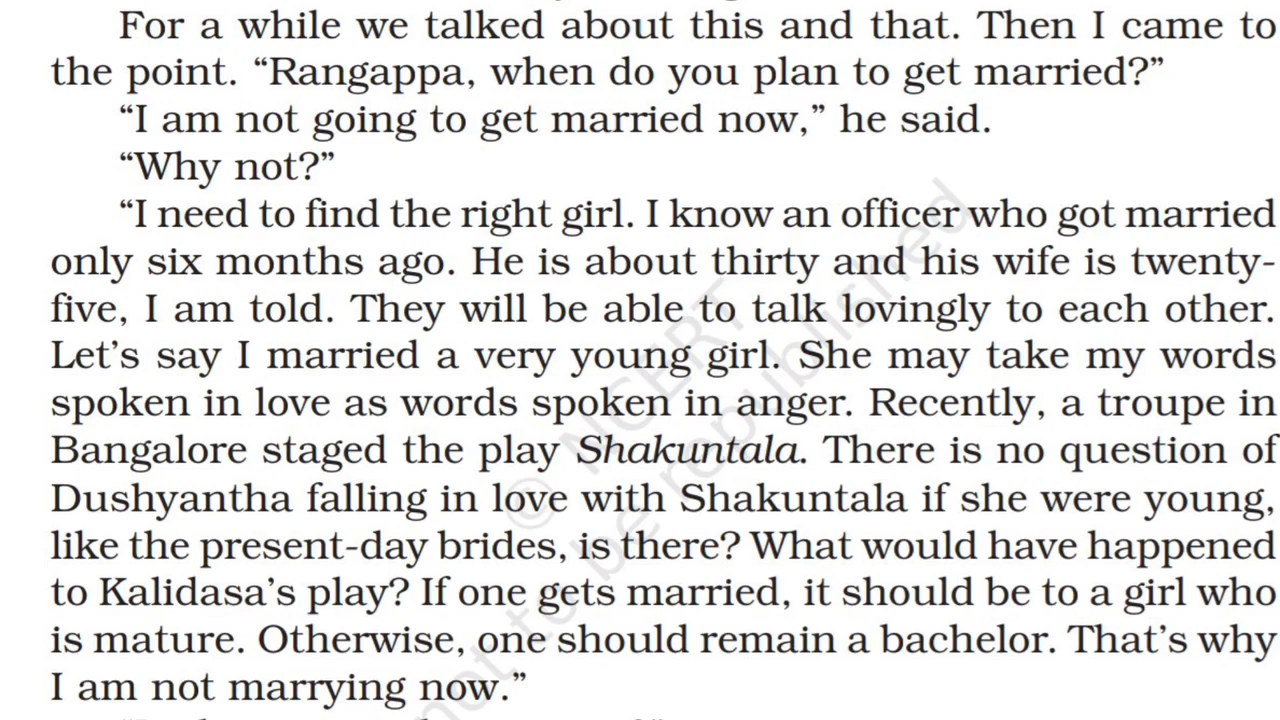 For a while we talked about this and that. Then I came to
the point. “Rangappa, when do you plan to get married?”
“I am not going to get married now,” he said.
“Why not?”
“I need to find the right girl. I know an officer who got married
only six months ago. He is about thirty and his wife is twenty-
five, I am told. They will be able to talk lovingly to each other.
Let’s say I married a very young girl. She may take my words
spoken in love as words spoken in anger. Recently, a troupe in
Bangalore staged the play Shakuntala. There is no question of
Dushyantha falling in love with Shakuntala if she were young,
like the present-day brides, is there? What would have happened
to Kalidasa’s play? If one gets married, it should be to a girl who
is mature. Otherwise, one should remain a bachelor. That’s why
I am not marrying now.”
© NCERT
not to be republished